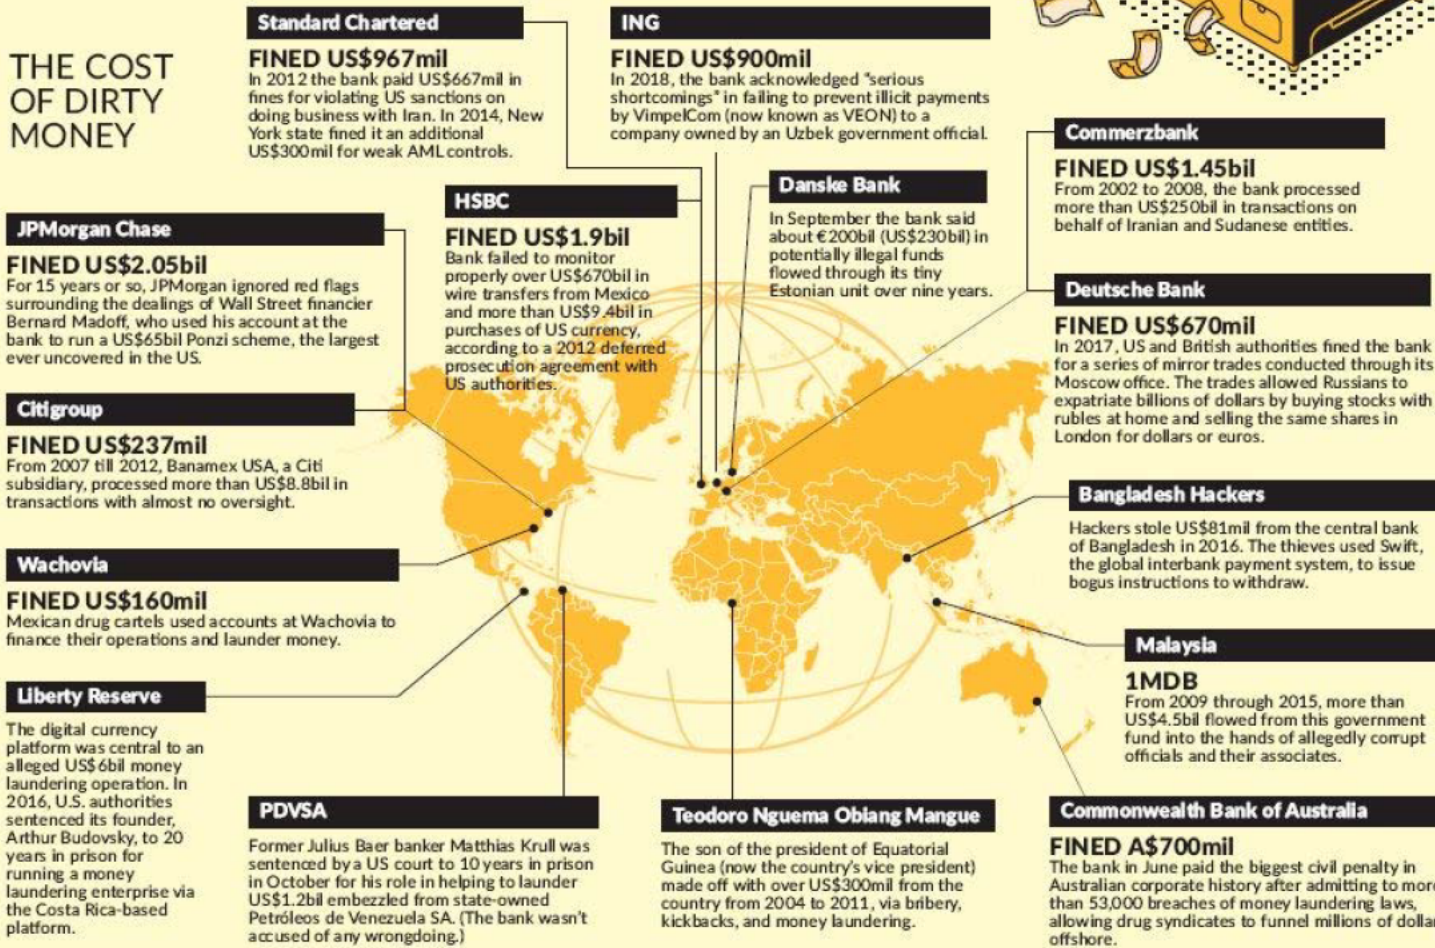 THE COST
OF DIRTY
MONEY
Standard Chartered
FINED US$967mil
In 2012 the bank paid US$667mil in
fines for violating US sanctions on
doing business with Iran. In 2014, New
York state fined it an additional
US$300mil for weak AML controls.
ING
FINED US$900mil
In 2018, the bank acknowledged "serious
shortcomings" in failing to prevent illicit payments
by VimpelCom (now known as VEON) to a
company owned by an Uzbek government official.
Commerzbank
FINED US$1.45bil
From 2002 to 2008, the bank processed
more than US$250bil in transactions on
behalf of Iranian and Sudanese entities.
HSBC
FINED US$1.9bil
Bank failed to monitor
properly over US$670bil in
wire transfers from Mexico
and more than US$9.4bil in
purchases of US currency,
according to a 2012 deferred
prosecution agreement with
US authorities.
Danske Bank
In September the bank said
about €200bil (US$230bil) in
potentially illegal funds
flowed through its tiny
Estonian unit over nine years.
JPMorgan Chase
FINED US$2.05bil
For 15 years or so, JPMorgan ignored red flags
surrounding the dealings of Wall Street financier
Bernard Madoff, who used his account at the
bank to run a US$65bil Ponzi scheme, the largest
ever uncovered in the US.
Deutsche Bank
FINED US$670mil
In 2017, US and British authorities fined the bank
for a series of mirror trades conducted through its
Moscow office. The trades allowed Russians to
expatriate billions of dollars by buying stocks with
rubles at home and selling the same shares in
London for dollars or euros.
Citigroup
FINED US$237mil
From 2007 till 2012, Banamex USA, a Citi
subsidiary, processed more than US$8.8bil in
transactions with almost no oversight.
Bangladesh Hackers
Hackers stole US$81mil from the central bank
of Bangladesh in 2016. The thieves used Swift,
the global interbank payment system, to issue
bogus instructions to withdraw.
Wachovia
FINED US$160mil
Mexican drug cartels used accounts at Wachovia to
finance their operations and launder money.
Malaysia
1MDB
From 2009 through 2015, more than
US$4.5bil flowed from this government
fund into the hands of allegedly corrupt
officials and their associates.
Liberty Reserve
The digital currency
platform was central to an
alleged US$6bil money
laundering operation. In
2016, U.S. authorities
sentenced its founder,
Arthur Budovsky, to 20
years in prison for
running a money
laundering enterprise via
the Costa Rica-based
platform.
PDVSA
Former Julius Baer banker Matthias Krull was
sentenced by a US court to 10 years in prison
in October for his role in helping to launder
US$1.2bil embezzled from state-owned
Petróleos de Venezuela SA. (The bank wasn't
accused of any wrongdoing.)
Teodoro Nguema Obiang Mangue
The son of the president of Equatorial
Guinea (now the country's vice president)
made off with over US$300mil from the
country from 2004 to 2011, via bribery,
kickbacks, and money laundering.
Commonwealth Bank of Australia
FINED A$700mil
The bank in June paid the biggest civil penalty in
Australian corporate history after admitting to more
than 53,000 breaches of money laundering laws,
allowing drug syndicates to funnel millions of dollar
offshore.